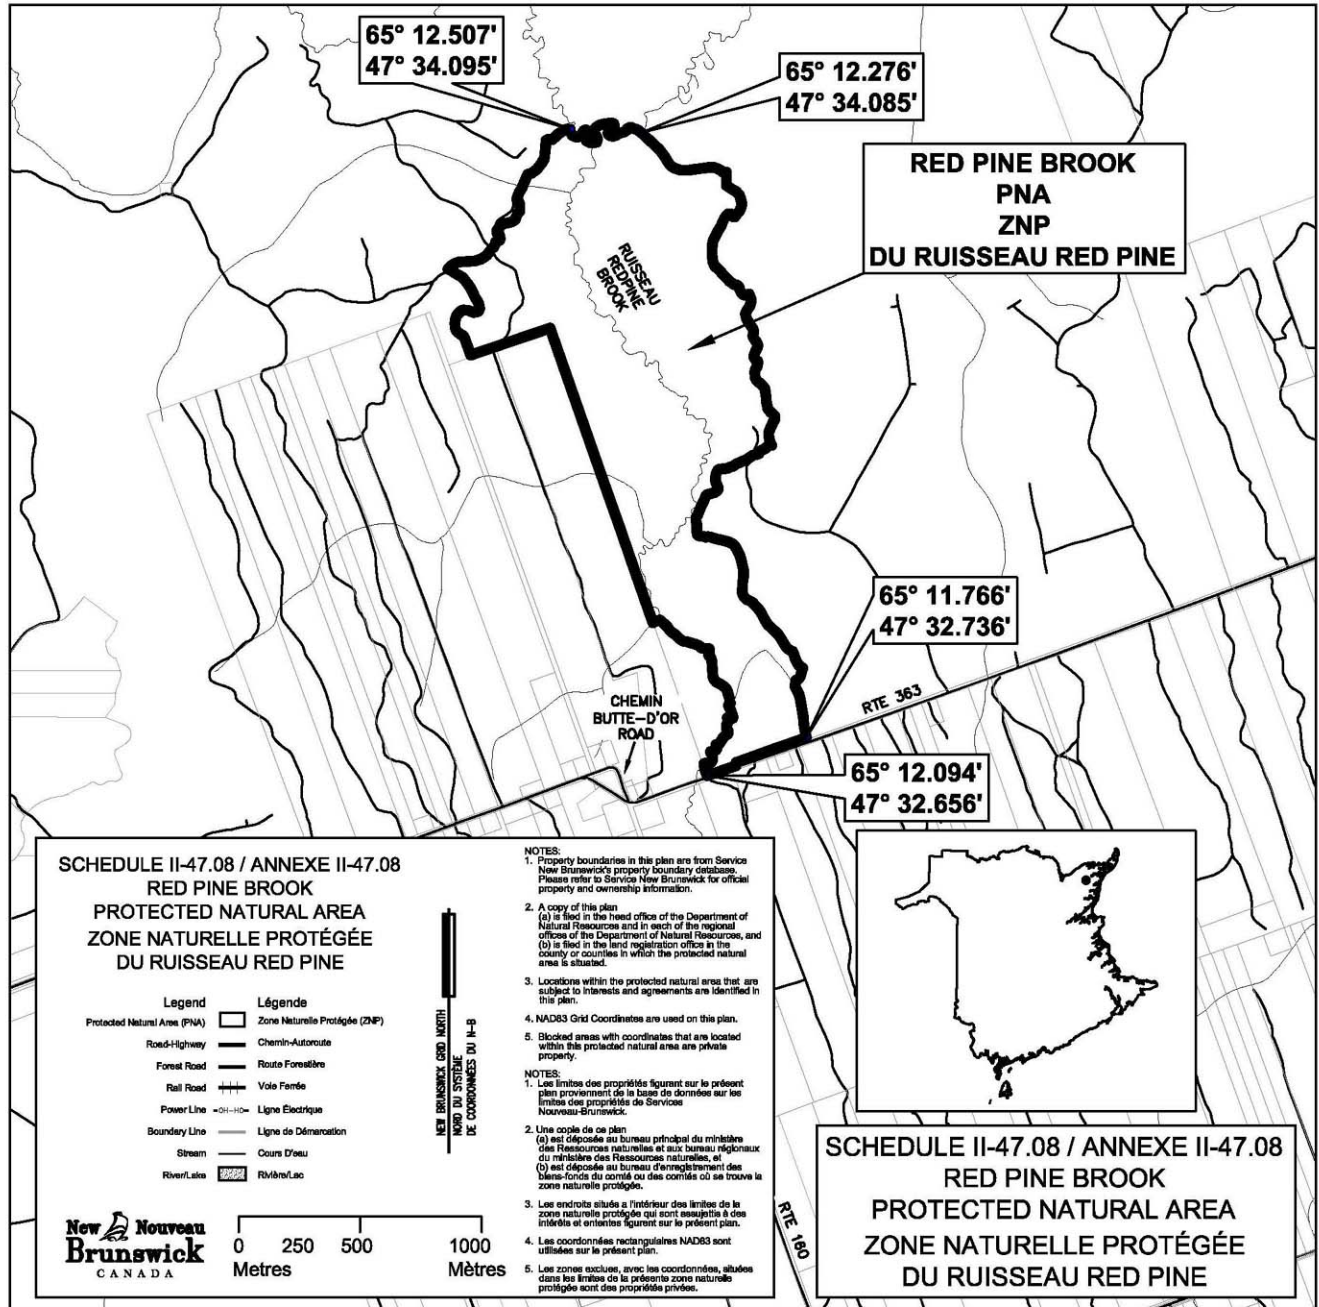 65° 12.507'
47° 34.095'
65° 12.276'
47° 34.085'
RED PINE BROOK
PNA
ZNP
DU RUISSEAU RED PINE
RUISSEAU
REDPINE
BROOK
65° 11.766'
47° 32.736'
RTE 363
CHEMIN
BUTTE-D'OR
ROAD
65° 12.094'
47° 32.656'
SCHEDULE II-47.08 / ANNEXE II-47.08
RED PINE BROOK
PROTECTED NATURAL AREA
ZONE NATURELLE PROTÉGÉE
DU RUISSEAU RED PINE
Legend Légende
Protected Natural Area (PNA) Zone Naturelle Protégée (ZNP)
Road-Highway Chemin-Autoroute
Forest Road Route Forestière
Rail Road Voie Ferrée
Power Line -OH-HO- Ligne Électrique
Boundary Line Ligne de Démarcation
Stream Cours D'eau
River/Lake Rivière/Lac
NEW BRUNSWICK GRID NORTH
NORD DU SYSTÈME
DE COORDONNÉES DU N-B
New Nouveau
Brunswick
CANADA
0 250 500 1000
Metres Mètres
NOTES:
1. Property boundaries in this plan are from Service
New Brunswick's property boundary database.
Please refer to Service New Brunswick for official
property and ownership information.
2. A copy of this plan
(a) is filed in the head office of the Department of
Natural Resources and in each of the regional
offices of the Department of Natural Resources, and
(b) is filed in the land registration office in the
county or counties in which the protected natural
area is situated.
3. Locations within the protected natural area that are
subject to interests and agreements are identified in
this plan.
4. NAD83 Grid Coordinates are used on this plan.
5. Blocked areas with coordinates that are located
within this protected natural area are private
property.
NOTES:
1. Les limites des propriétés figurant sur le présent
plan proviennent de la base de données sur les
limites des propriétés de Services
Nouveau-Brunswick.
2. Une copie de ce plan
(a) est déposée au bureau principal du ministère
des Ressources naturelles et aux bureau régionaux
du ministère des Ressources naturelles, et
(b) est déposée au bureau d'enregistrement des
biens-fonds du comté ou des comtés où se trouve la
zone naturelle protégée.
3. Les endroits situés a l'intérieur des limites de la
zone naturelle protégée qui sont assujettis à des
intérêts et ententes figurent sur le présent plan.
4. Les coordonnées rectangulaires NAD83 sont
utilisées sur le présent plan.
5. Les zones exclues, avec les coordonnées, situées
dans les limites de la présente zone naturelle
protégée sont des propriétés privées.
RTE 160
SCHEDULE II-47.08 / ANNEXE II-47.08
RED PINE BROOK
PROTECTED NATURAL AREA
ZONE NATURELLE PROTÉGÉE
DU RUISSEAU RED PINE